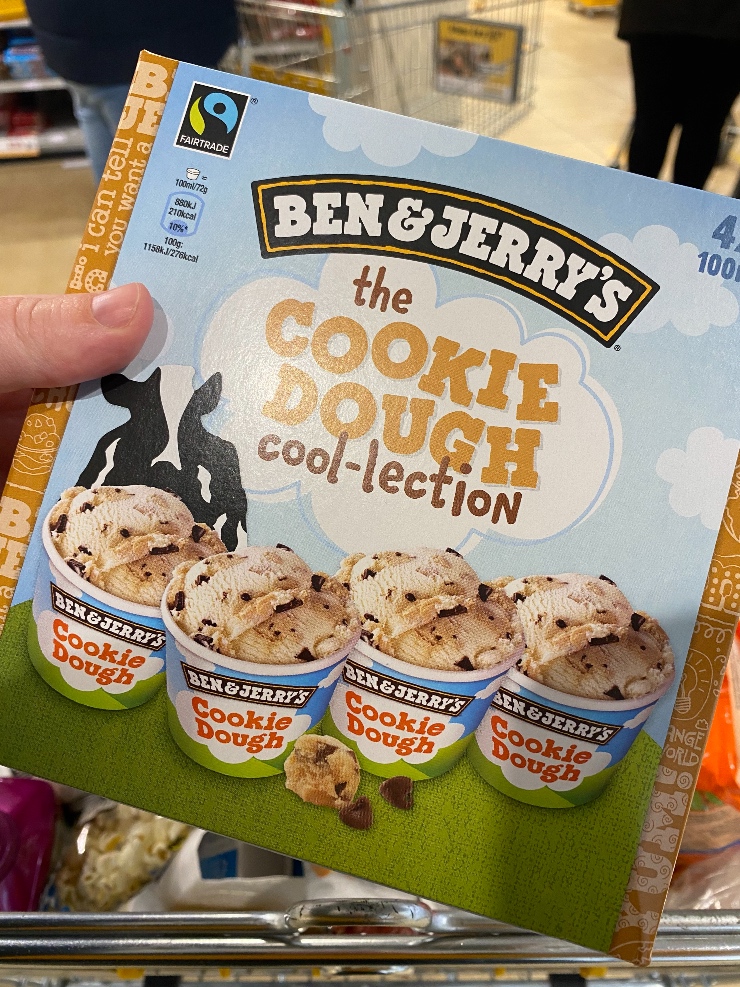 FAIRTRADE
100ml/72g
880kJ
210kcal
10%*
100g:
1158kJ/276kcal
BEN & JERRY'S
the
COOKIE
DOUGH
cool-lection
100
i can tell
you want a
BEN & JERRY'S
Cookie
Dough
BEN & JERRY'S
Cookie
Dough
BEN & JERRY'S
Cookie
Dough
BEN & JERRY'S
Cookie
Dough